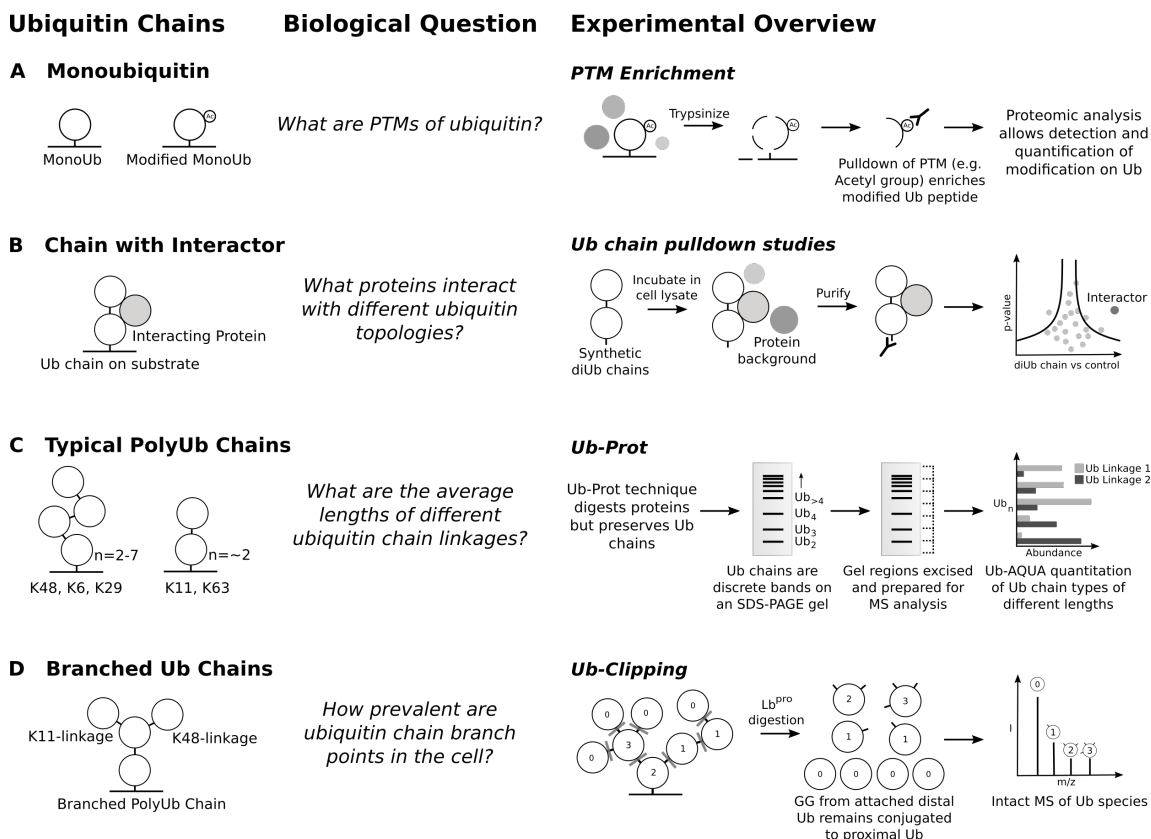 Ubiquitin Chains
Biological Question
Experimental Overview
A Monoubiquitin
MonoUb
Ac
Modified MonoUb
What are PTMs of ubiquitin?
PTM Enrichment
Ac
Trypsinize
Ac
Ac
Pulldown of PTM (e.g.
Acetyl group) enriches
modified Ub peptide
Proteomic analysis
allows detection and
quantification of
modification on Ub
B Chain with Interactor
Interacting Protein
Ub chain on substrate
What proteins interact
with different ubiquitin
topologies?
Ub chain pulldown studies
Synthetic
diUb chains
Incubate in
cell lysate
Protein
background
Purify
p-value
Interactor
diUb chain vs control
C Typical PolyUb Chains
n=2-7
K48, K6, K29
n=~2
K11, K63
What are the average
lengths of different
ubiquitin chain linkages?
Ub-Prot
Ub-Prot technique
digests proteins
but preserves Ub
chains
Ub>4
Ub4
Ub3
Ub2
Ub chains are
discrete bands on
an SDS-PAGE gel
Gel regions excised
and prepared for
MS analysis
Ub Linkage 1
Ub Linkage 2
Ubn
Abundance
Ub-AQUA quantitation
of Ub chain types of
different lengths
D Branched Ub Chains
K11-linkage
K48-linkage
Branched PolyUb Chain
How prevalent are
ubiquitin chain branch
points in the cell?
Ub-Clipping
0 0 0
3 1 1
0 2
Lbpro
digestion
2 3
1 1
0 0 0 0
GG from attached distal
Ub remains conjugated
to proximal Ub
0
I
1
2 3
m/z
Intact MS of Ub species